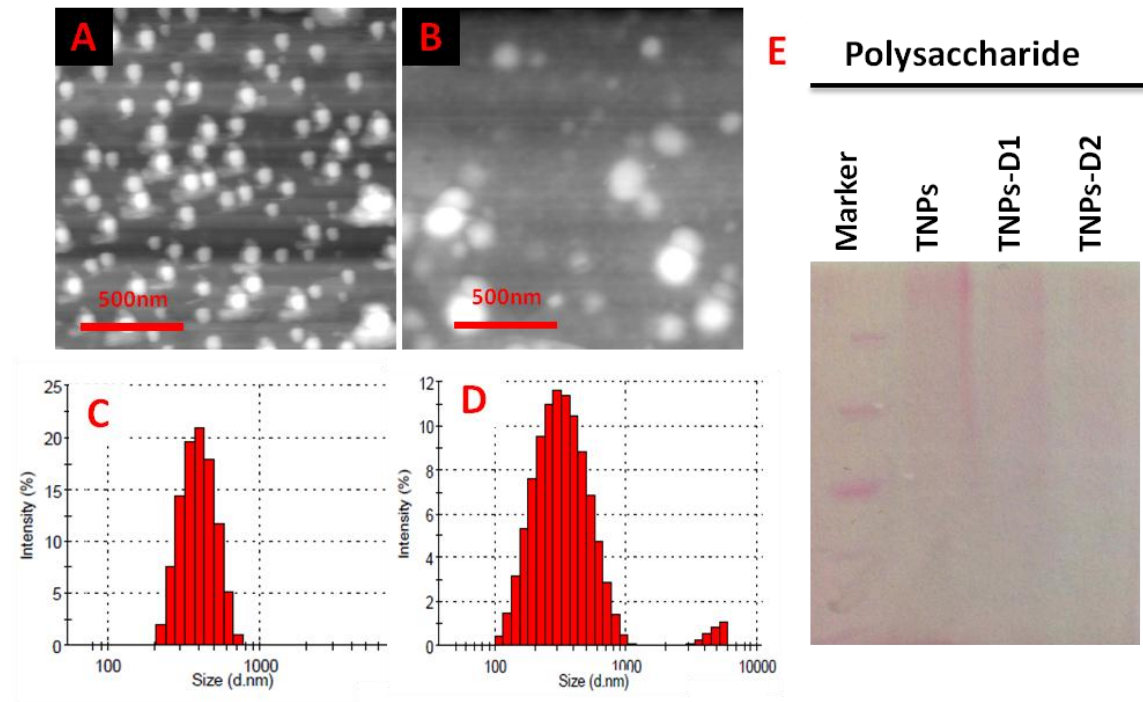 A
500nm
B
500nm
C
25
20
15
10
5
0
Intensity (%)
100
1000
Size (d.nm)
D
12
10
8
6
4
2
0
Intensity (%)
100
1000
10000
Size (d.nm)
E
Polysaccharide
Marker
TNPs
TNPs-D1
TNPs-D2